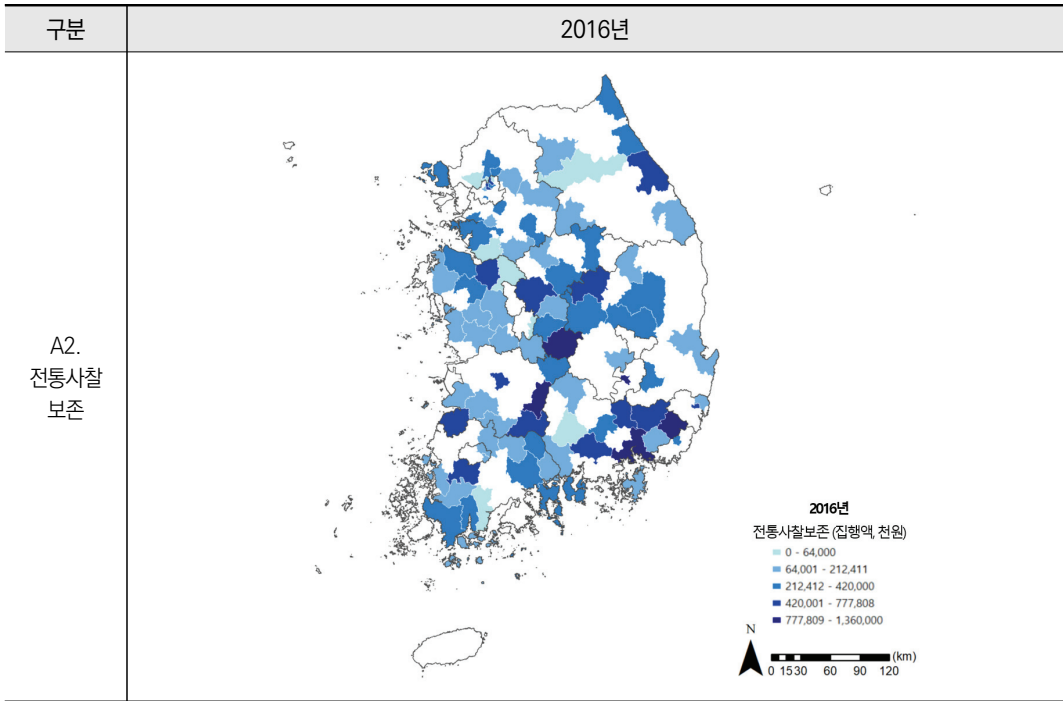 구분
2016년
A2.
전통사찰
보존
2016년
전통사찰보존 (집행액, 천원)
0 - 64,000
64,001 - 212,411
212,412 - 420,000
420,001 - 777,808
777,809 - 1,360,000
N
(km)
0 1530 60 90 120